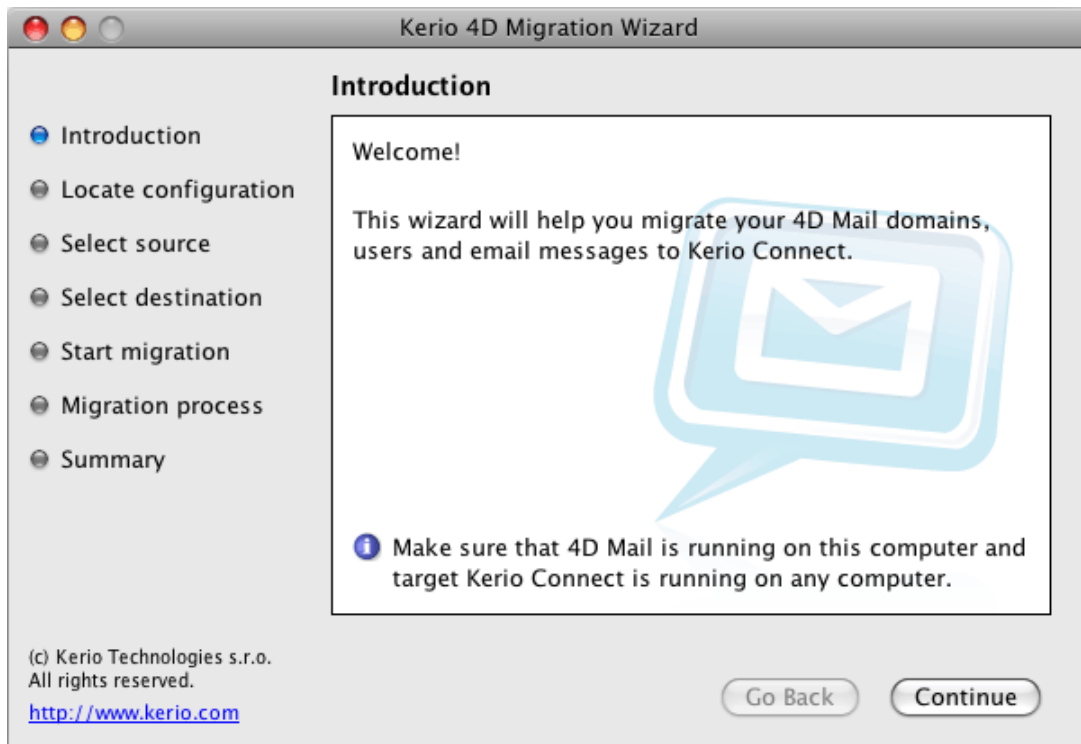 Kerio 4D Migration Wizard
Introduction
Introduction
Locate configuration
Select source
Select destination
Start migration
Migration process
Summary
Welcome!
This wizard will help you migrate your 4D Mail domains,
users and email messages to Kerio Connect.
Make sure that 4D Mail is running on this computer and
target Kerio Connect is running on any computer.
(c) Kerio Technologies s.r.o.
All rights reserved.
http://www.kerio.com
Go Back
Continue